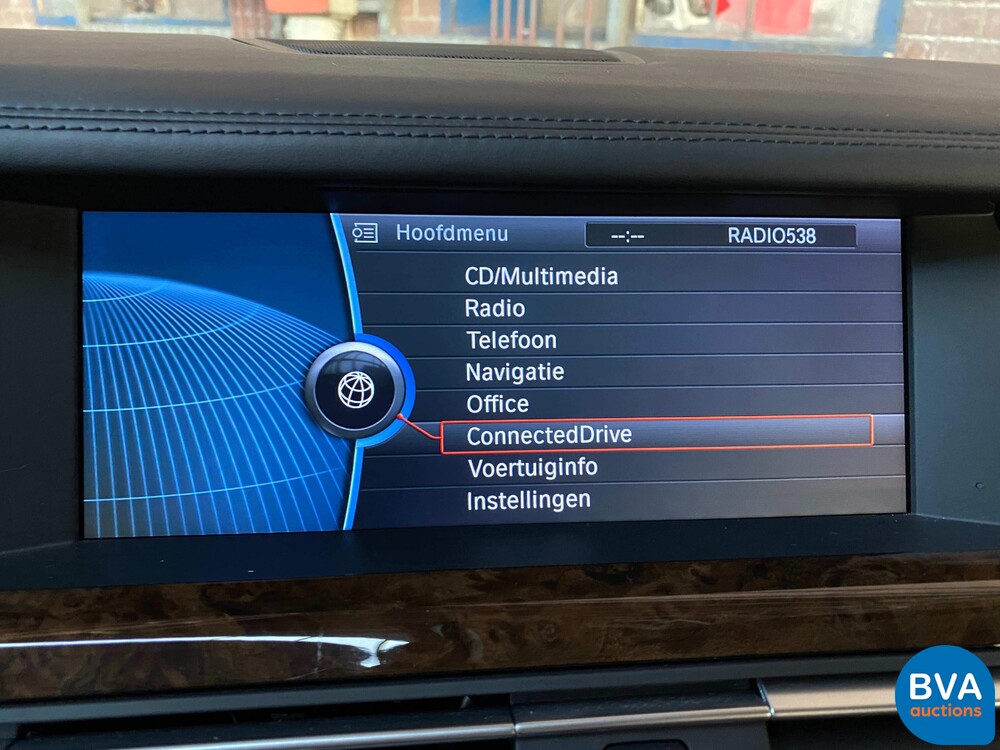 Hoofdmenu --:-- RADIO538
CD/Multimedia
Radio
Telefoon
Navigatie
Office
ConnectedDrive
Voertuiginfo
Instellingen
BVA
auctions